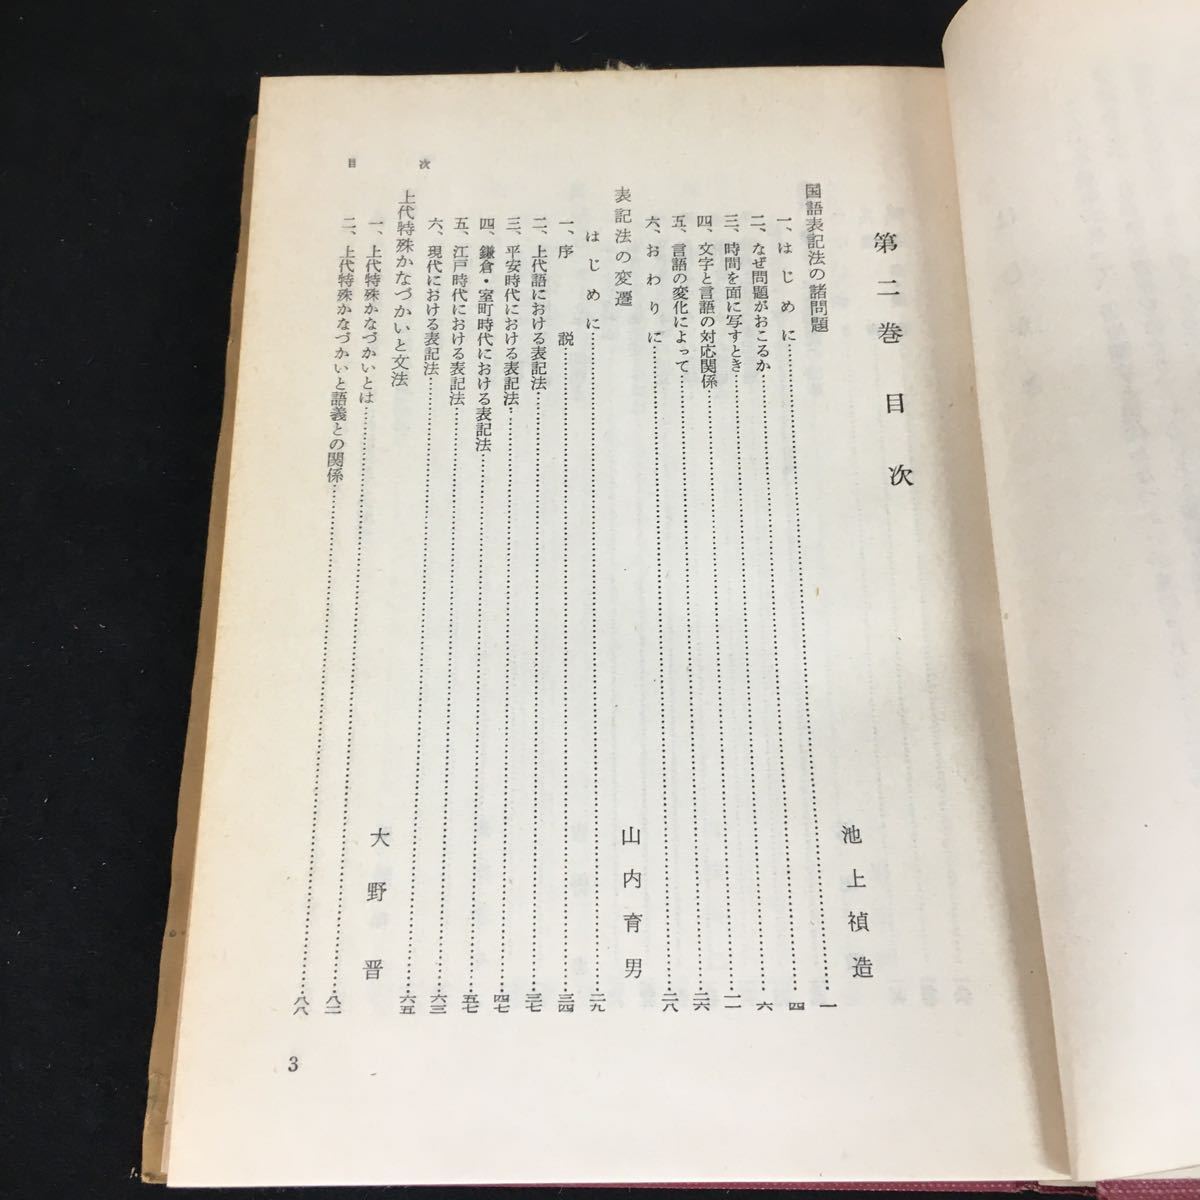 第二巻 目次
国語表記法の諸問題 池上禎造
一、はじめに 一
二、なぜ問題がおこるか 四
三、時間を面に写すとき 六
四、文字と言語の対応関係 一一
五、言語の変化によって 二六
六、おわりに 二八
表記法の変遷 山内育男
はじめに 二九
一、序説 三四
二、上代語における表記法 三七
三、平安時代における表記法 四七
四、鎌倉・室町時代における表記法 五七
五、江戸時代における表記法 六三
六、現代における表記法 六五
上代特殊かなづかいと文法 大野晋
一、上代特殊かなづかいとは 八二
二、上代特殊かなづかいと語義との関係 八八
目次
3